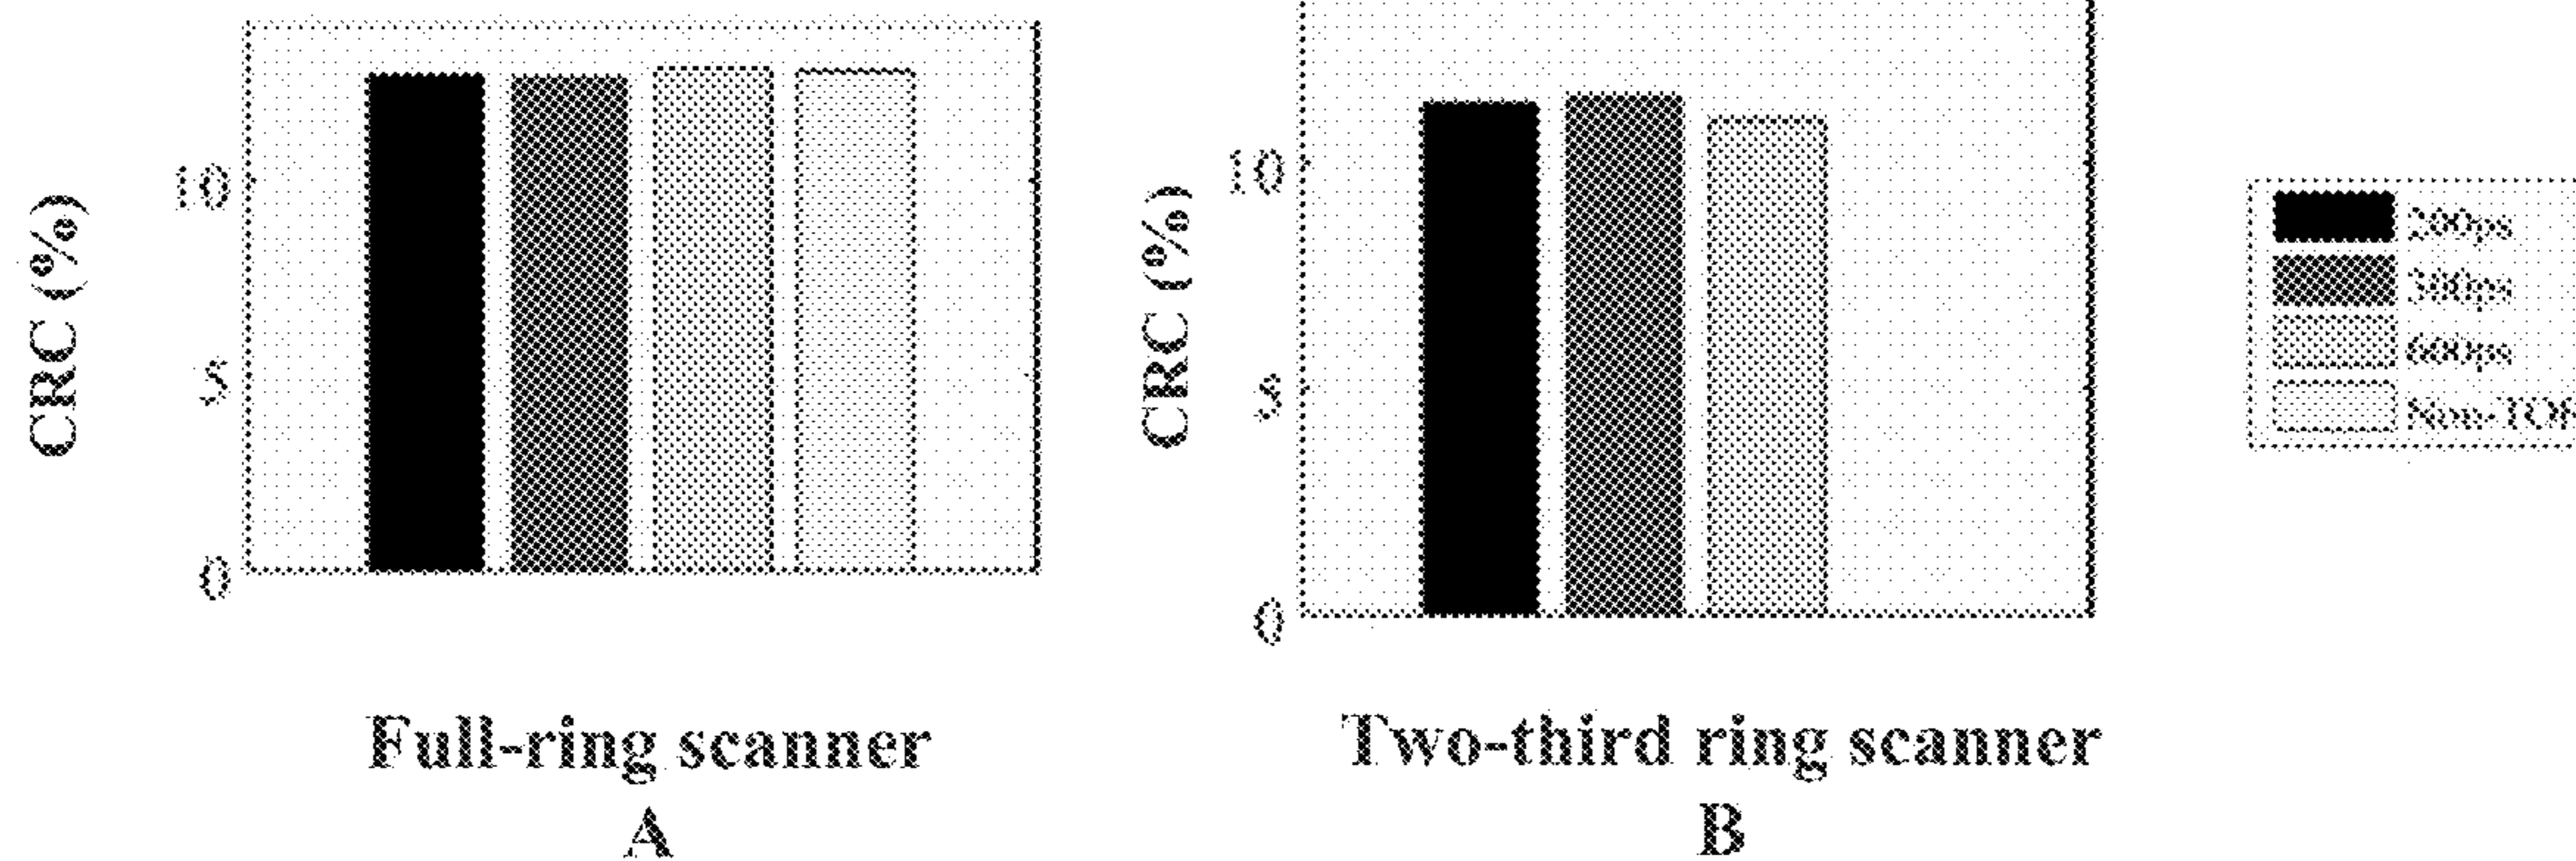 CRC (%)
10
5
0
Full-ring scanner
A
CRC (%)
10
5
0
Two-third ring scanner
B
200ps
300ps
600ps
Non-TOF